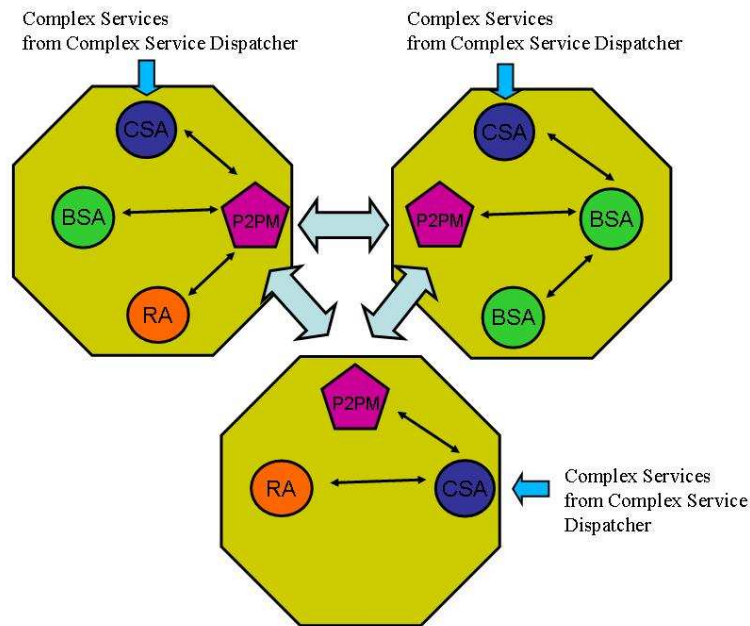 Complex Services
from Complex Service Dispatcher
Complex Services
from Complex Service Dispatcher
CSA
BSA
P2PM
RA
CSA
P2PM
BSA
BSA
P2PM
RA
CSA
Complex Services
from Complex Service
Dispatcher